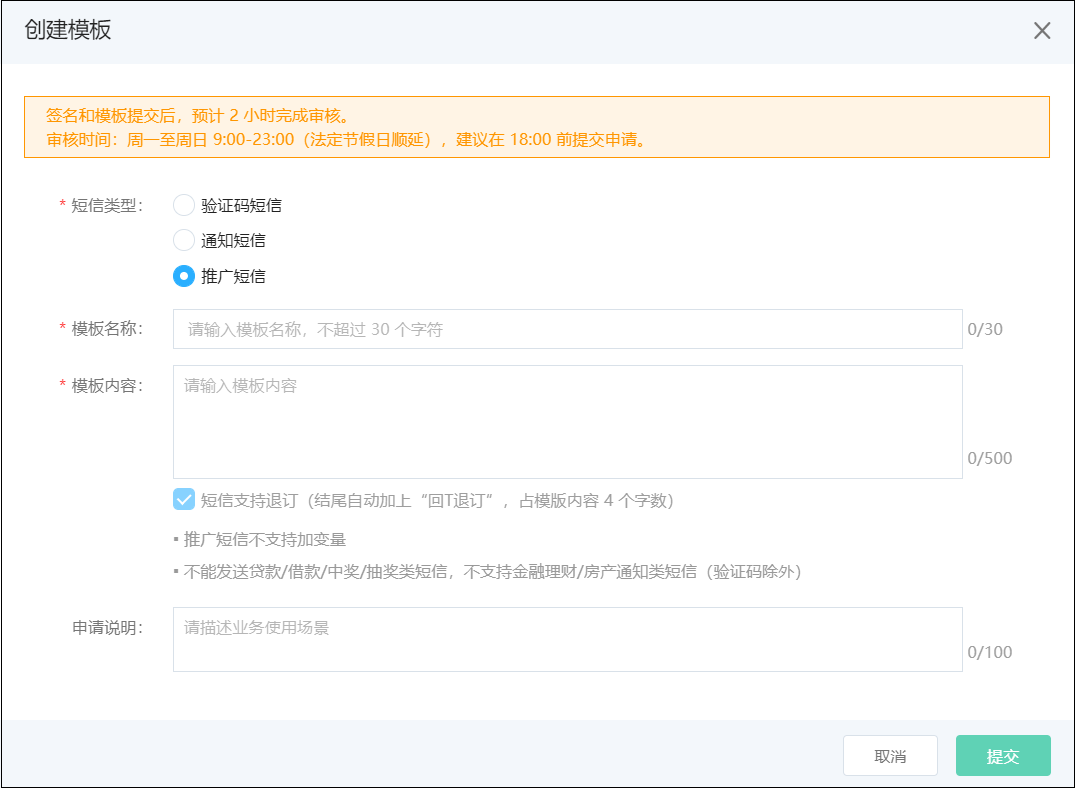 创建模板
签名和模板提交后，预计 2 小时完成审核。
审核时间：周一至周日 9:00-23:00（法定节假日顺延），建议在 18:00 前提交申请。
* 短信类型：
验证码短信
通知短信
推广短信
* 模板名称：
请输入模板名称，不超过 30 个字符
0/30
* 模板内容：
请输入模板内容
0/500
短信支持退订（结尾自动加上“回T退订”，占模版内容 4 个字数）
▪ 推广短信不支持加变量
▪ 不能发送贷款/借款/中奖/抽奖类短信，不支持金融理财/房产通知类短信（验证码除外）
申请说明：
请描述业务使用场景
0/100
取消
提交